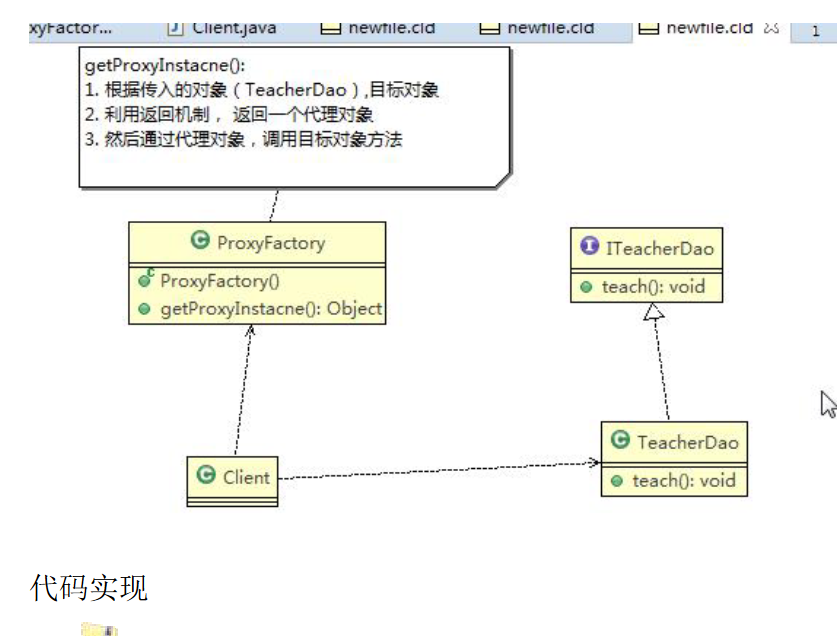 xyFactor...
Client.java
newfile.cld
newfile.cld
newfile.cld
1
getProxyInstacne():
1. 根据传入的对象（TeacherDao）,目标对象
2. 利用返回机制， 返回一个代理对象
3. 然后通过代理对象，调用目标对象方法
ProxyFactory
ProxyFactory()
getProxyInstacne(): Object
ITeacherDao
teach(): void
Client
TeacherDao
teach(): void
代码实现